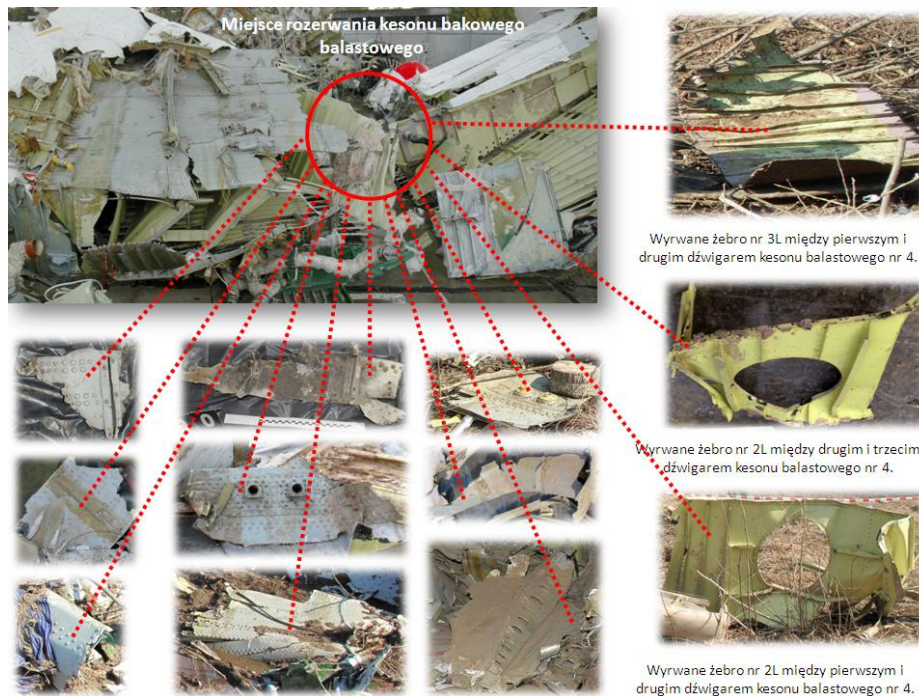 Miejsce rozerwania kesonu bakowego
balastowego
Wyrwane żebro nr 3L między pierwszym i
drugim dźwigarem kesonu balastowego nr 4.
Wyrwane żebro nr 2L między drugim i trzecim
dźwigarem kesonu balastowego nr 4.
Wyrwane żebro nr 2L między pierwszym i
drugim dźwigarem kesonu balastowego nr 4.